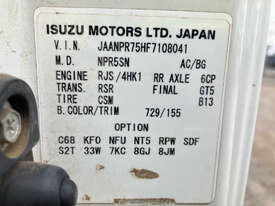 ISUZU MOTORS LTD. JAPAN
V.I.N. JAANPR75HF7108041
M.D. NPR5SN AC/BG
ENGINE RJS/4HK1 RR AXLE 6CP
TRANS. RSR FINAL GT5
TIRE CSM B13
B.COLOR/TRIM 729/155
OPTION
C68 KFO NFU NT5 RPW SDF
S2T 33W 7KC 8GJ 8JM